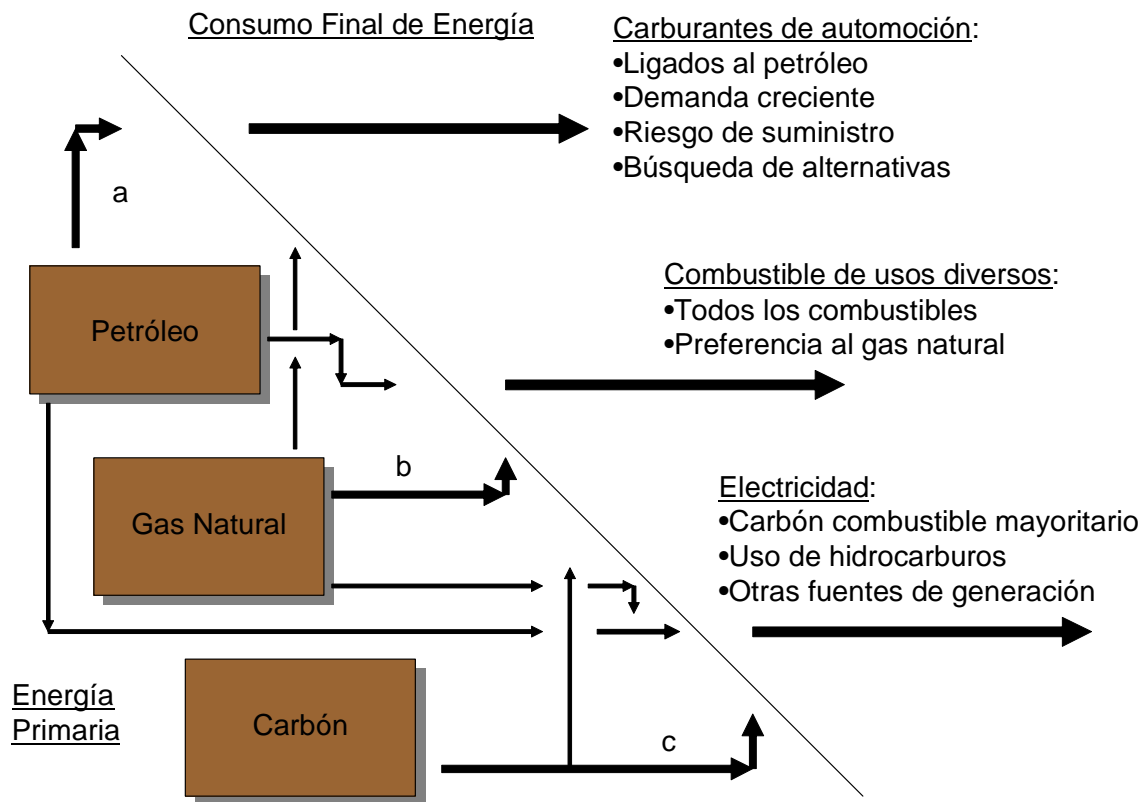 Consumo Final de Energía
Carburantes de automoción:
•Ligados al petróleo
•Demanda creciente
•Riesgo de suministro
•Búsqueda de alternativas
a
Petróleo
Combustible de usos diversos:
•Todos los combustibles
•Preferencia al gas natural
b
Gas Natural
Electricidad:
•Carbón combustible mayoritario
•Uso de hidrocarburos
•Otras fuentes de generación
Energía
Primaria
Carbón
c